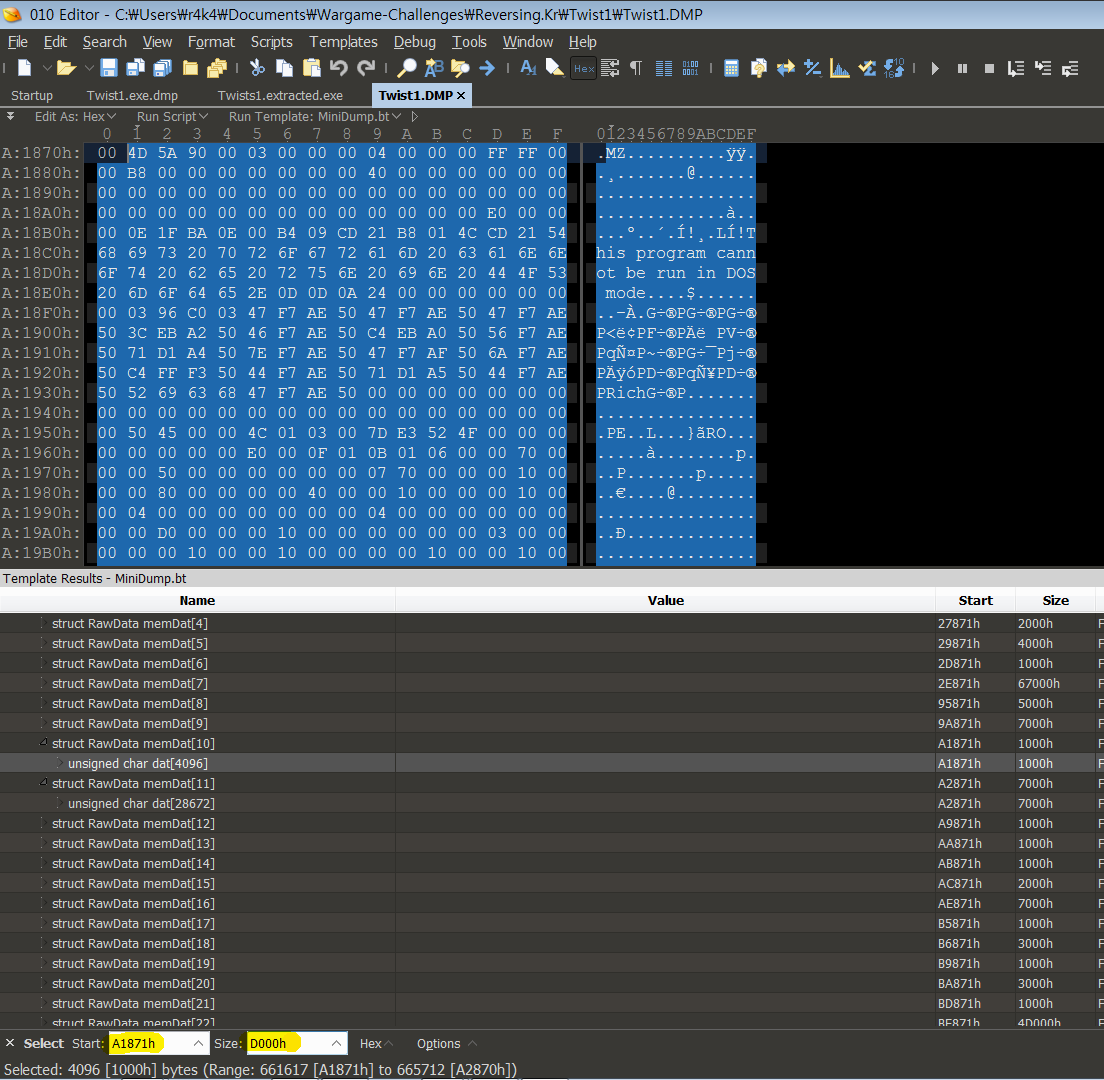 010 Editor - C:₩Users₩r4k4₩Documents₩Wargame-Challenges₩Reversing.Kr₩Twist1₩Twist1.DMP
File Edit Search View Format Scripts Templates Debug Tools Window Help
Hex
Startup Twist1.exe.dmp Twists1.extracted.exe Twist1.DMP
Edit As: Hex Run Script Run Template: MiniDump.bt
0 1 2 3 4 5 6 7 8 9 A B C D E F 0123456789ABCDEF
A:1870h: 00 4D 5A 90 00 03 00 00 00 04 00 00 00 FF FF 00 .MZ..........ÿÿ.
A:1880h: 00 B8 00 00 00 00 00 00 00 40 00 00 00 00 00 00 .¸.......@......
A:1890h: 00 00 00 00 00 00 00 00 00 00 00 00 00 00 00 00 ................
A:18A0h: 00 00 00 00 00 00 00 00 00 00 00 00 00 E0 00 00 .............à..
A:18B0h: 00 0E 1F BA 0E 00 B4 09 CD 21 B8 01 4C CD 21 54 ...º..´.Í!¸.LÍ!T
A:18C0h: 68 69 73 20 70 72 6F 67 72 61 6D 20 63 61 6E 6E his program cann
A:18D0h: 6F 74 20 62 65 20 72 75 6E 20 69 6E 20 44 4F 53 ot be run in DOS
A:18E0h: 20 6D 6F 64 65 2E 0D 0D 0A 24 00 00 00 00 00 00 mode....$......
A:18F0h: 00 03 96 C0 03 47 F7 AE 50 47 F7 AE 50 47 F7 AE ..–À.G÷®PG÷®PG÷®
A:1900h: 50 3C EB A2 50 46 F7 AE 50 C4 EB A0 50 56 F7 AE P<ë¢PF÷®PÄë PV÷®
A:1910h: 50 71 D1 A4 50 7E F7 AE 50 47 F7 AF 50 6A F7 AE PqÑ¤P~÷®PG÷¯Pj÷®
A:1920h: 50 C4 FF F3 50 44 F7 AE 50 71 D1 A5 50 44 F7 AE PÄÿóPD÷®PqÑ¥PD÷®
A:1930h: 50 52 69 63 68 47 F7 AE 50 00 00 00 00 00 00 00 PRichG÷®P.......
A:1940h: 00 00 00 00 00 00 00 00 00 00 00 00 00 00 00 00 ................
A:1950h: 00 50 45 00 00 4C 01 03 00 7D E3 52 4F 00 00 00 .PE..L...}ãRO...
A:1960h: 00 00 00 00 00 E0 00 0F 01 0B 01 06 00 00 70 00 .....à........p.
A:1970h: 00 00 50 00 00 00 00 00 00 07 70 00 00 00 10 00 ..P.......p.....
A:1980h: 00 00 80 00 00 00 00 40 00 00 10 00 00 00 10 00 ..€....@........
A:1990h: 00 04 00 00 00 00 00 00 00 04 00 00 00 00 00 00 ................
A:19A0h: 00 00 D0 00 00 00 10 00 00 00 00 00 00 03 00 00 ..Ð.............
A:19B0h: 00 00 00 10 00 00 10 00 00 00 00 10 00 00 10 00 ................
Template Results - MiniDump.bt
Name Value Start Size
struct RawData memDat[4] 27871h 2000h F
struct RawData memDat[5] 29871h 4000h F
struct RawData memDat[6] 2D871h 1000h F
struct RawData memDat[7] 2E871h 67000h F
struct RawData memDat[8] 95871h 5000h F
struct RawData memDat[9] 9A871h 7000h F
struct RawData memDat[10] A1871h 1000h F
unsigned char dat[4096] A1871h 1000h F
struct RawData memDat[11] A2871h 7000h F
unsigned char dat[28672] A2871h 7000h F
struct RawData memDat[12] A9871h 1000h F
struct RawData memDat[13] AA871h 1000h F
struct RawData memDat[14] AB871h 1000h F
struct RawData memDat[15] AC871h 2000h F
struct RawData memDat[16] AE871h 7000h F
struct RawData memDat[17] B5871h 1000h F
struct RawData memDat[18] B6871h 3000h F
struct RawData memDat[19] B9871h 1000h F
struct RawData memDat[20] BA871h 3000h F
struct RawData memDat[21] BD871h 1000h F
struct RawData memDat[22] BE871h 4D000h F
Select Start: A1871h Size: D000h Hex Options
Selected: 4096 [1000h] bytes (Range: 661617 [A1871h] to 665712 [A2870h])